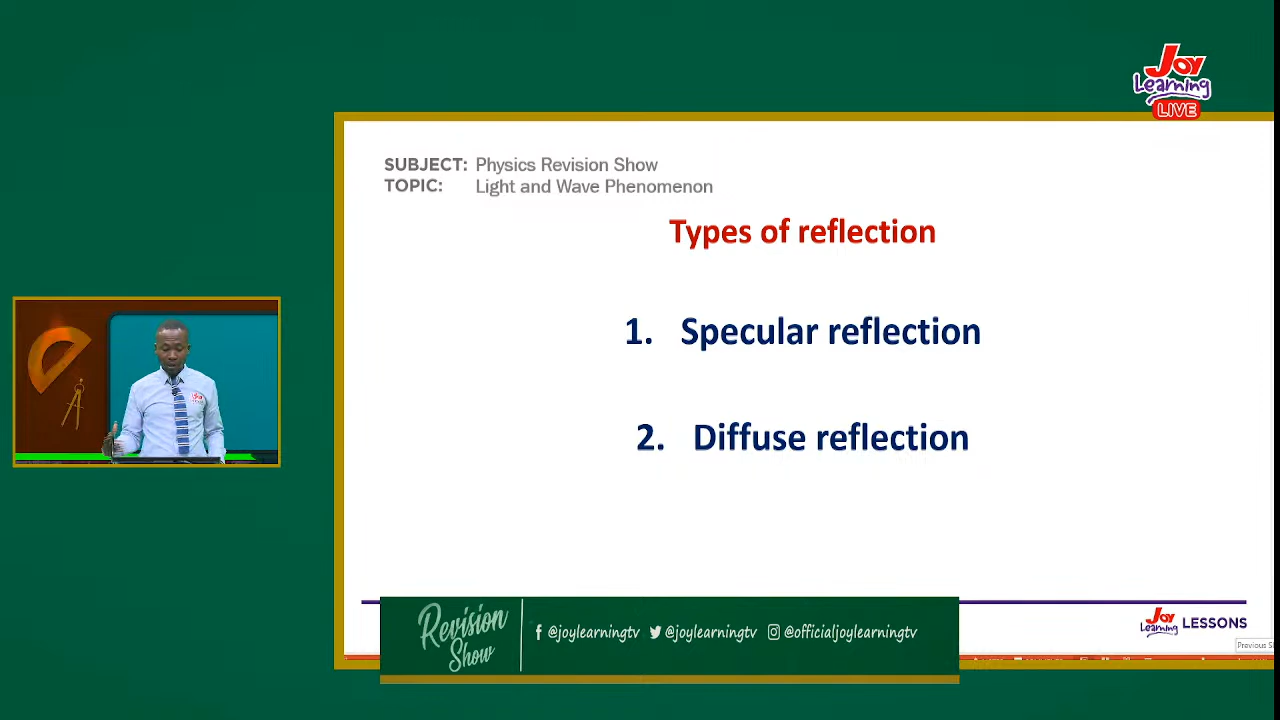 Joy
Learning
LIVE
SUBJECT: Physics Revision Show
TOPIC: Light and Wave Phenomenon
Types of reflection
1. Specular reflection
2. Diffuse reflection
Revision
Show
@joylearningtv @joylearningtv @officialjoylearningtv
Joy
Learning LESSONS
Previous S